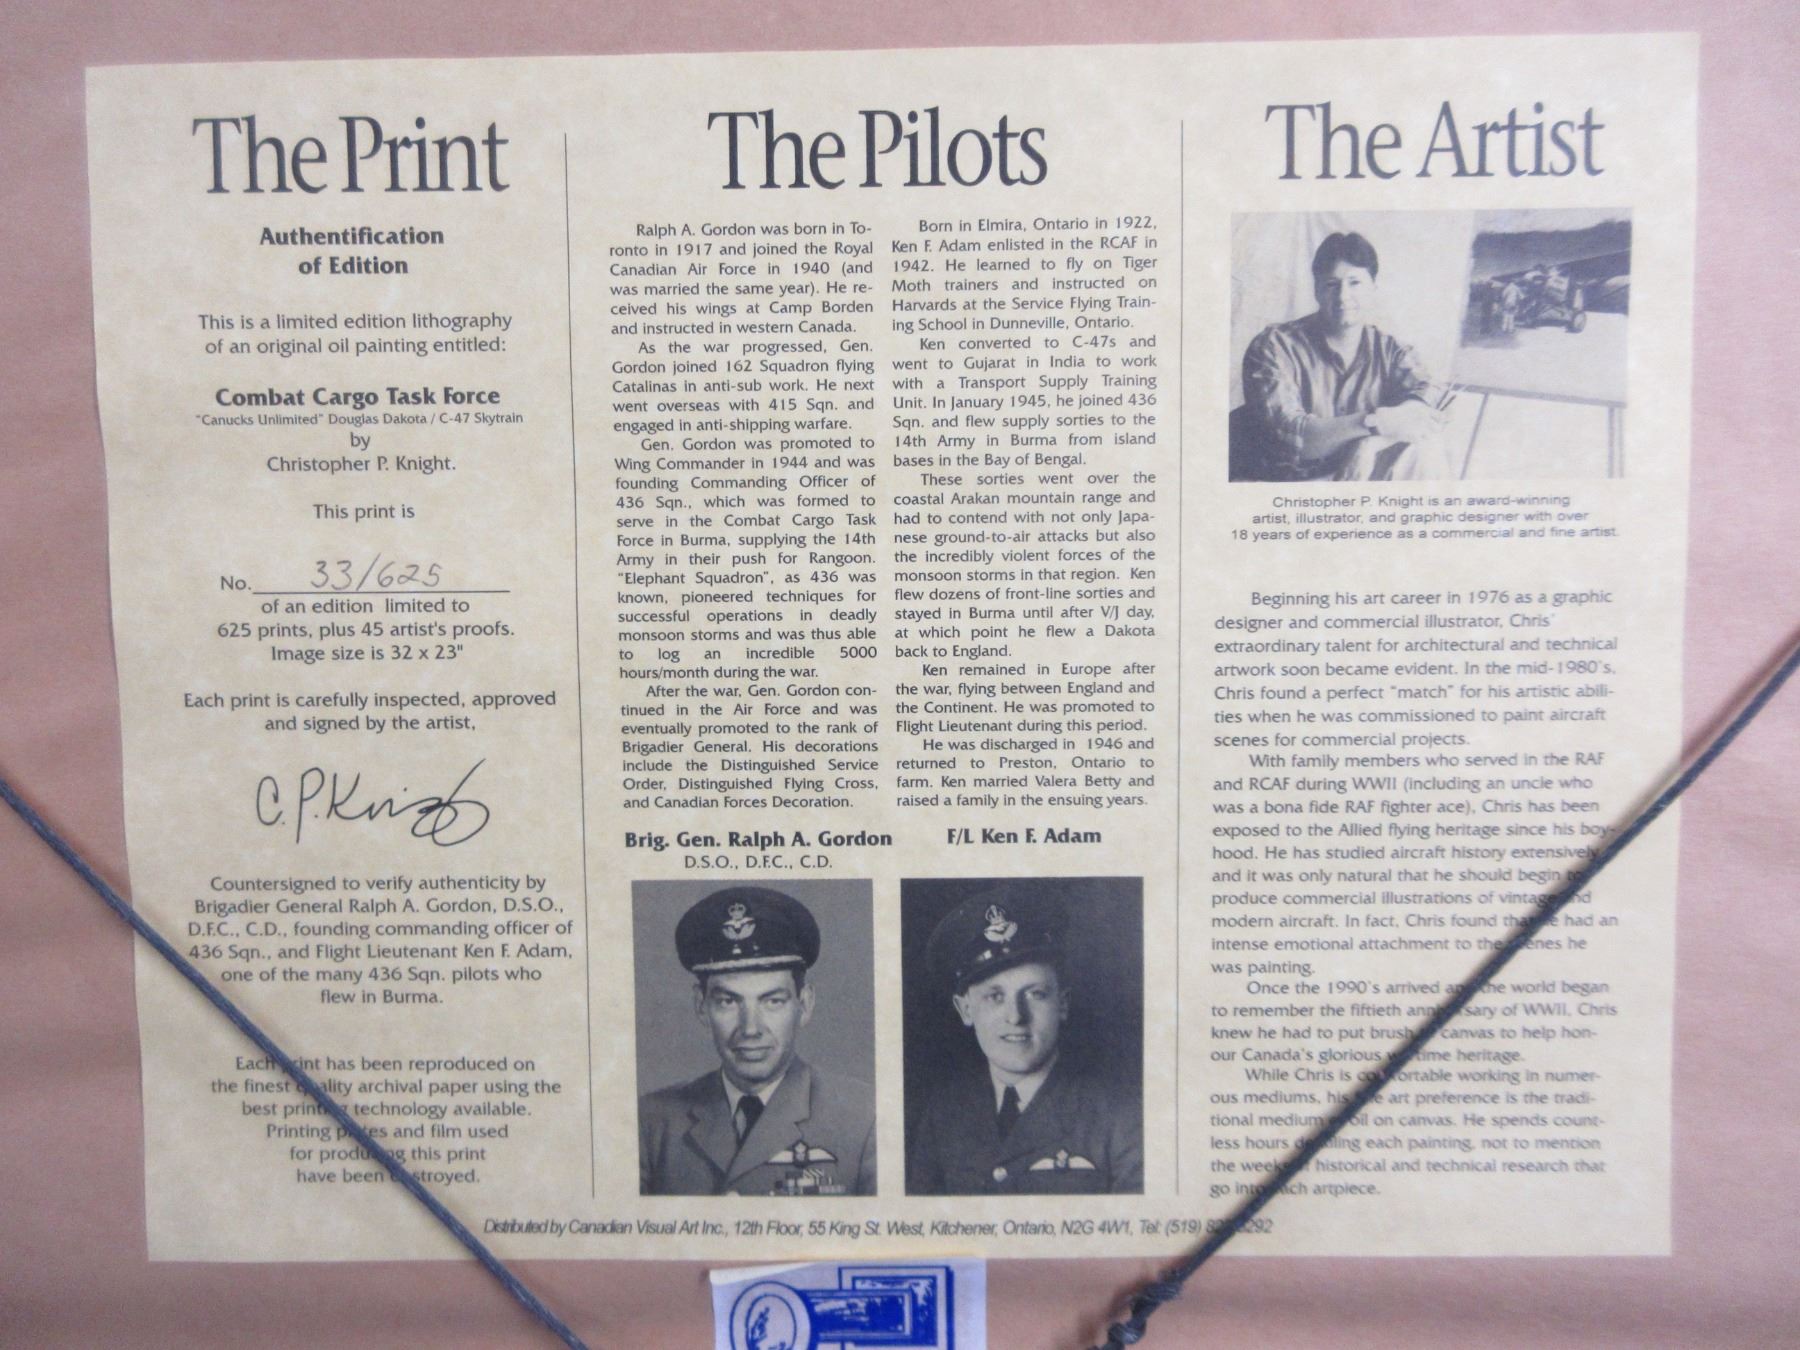 The Print
Authentification
of Edition
This is a limited edition lithography
of an original oil painting entitled:
Combat Cargo Task Force
"Canucks Unlimited" Douglas Dakota / C-47 Skytrain
by
Christopher P. Knight.
This print is
No. 33/625
of an edition limited to
625 prints, plus 45 artist's proofs.
Image size is 32 x 23"
Each print is carefully inspected, approved
and signed by the artist,
C.P.Knight
Countersigned to verify authenticity by
Brigadier General Ralph A. Gordon, D.S.O.,
D.F.C., C.D., founding commanding officer of
436 Sqn., and Flight Lieutenant Ken F. Adam,
one of the many 436 Sqn. pilots who
flew in Burma.
Each print has been reproduced on
the finest quality archival paper using the
best printing technology available.
Printing plates and film used
for producing this print
have been destroyed.
The Pilots
Ralph A. Gordon was born in To-
ronto in 1917 and joined the Royal
Canadian Air Force in 1940 (and
was married the same year). He re-
ceived his wings at Camp Borden
and instructed in western Canada.
As the war progressed, Gen.
Gordon joined 162 Squadron flying
Catalinas in anti-sub work. He next
went overseas with 415 Sqn. and
engaged in anti-shipping warfare.
Gen. Gordon was promoted to
Wing Commander in 1944 and was
founding Commanding Officer of
436 Sqn., which was formed to
serve in the Combat Cargo Task
Force in Burma, supplying the 14th
Army in their push for Rangoon.
"Elephant Squadron", as 436 was
known, pioneered techniques for
successful operations in deadly
monsoon storms and was thus able
to log an incredible 5000
hours/month during the war.
After the war, Gen. Gordon con-
tinued in the Air Force and was
eventually promoted to the rank of
Brigadier General. His decorations
include the Distinguished Service
Order, Distinguished Flying Cross,
and Canadian Forces Decoration.
Brig. Gen. Ralph A. Gordon
D.S.O., D.F.C., C.D.
Born in Elmira, Ontario in 1922,
Ken F. Adam enlisted in the RCAF in
1942. He learned to fly on Tiger
Moth trainers and instructed on
Harvards at the Service Flying Train-
ing School in Dunneville, Ontario.
Ken converted to C-47s and
went to Gujarat in India to work
with a Transport Supply Training
Unit. In January 1945, he joined 436
Sqn. and flew supply sorties to the
14th Army in Burma from island
bases in the Bay of Bengal.
These sorties went over the
coastal Arakan mountain range and
had to contend with not only Japa-
nese ground-to-air attacks but also
the incredibly violent forces of the
monsoon storms in that region. Ken
flew dozens of front-line sorties and
stayed in Burma until after V/J day,
at which point he flew a Dakota
back to England.
Ken remained in Europe after
the war, flying between England and
the Continent. He was promoted to
Flight Lieutenant during this period.
He was discharged in 1946 and
returned to Preston, Ontario to
farm. Ken married Valera Betty and
raised a family in the ensuing years.
F/L Ken F. Adam
The Artist
Christopher P. Knight is an award-winning
artist, illustrator, and graphic designer with over
18 years of experience as a commercial and fine artist.
Beginning his art career in 1976 as a graphic
designer and commercial illustrator, Chris'
extraordinary talent for architectural and technical
artwork soon became evident. In the mid-1980's,
Chris found a perfect "match" for his artistic abili-
ties when he was commissioned to paint aircraft
scenes for commercial projects.
With family members who served in the RAF
and RCAF during WWII (including an uncle who
was a bona fide RAF fighter ace), Chris has been
exposed to the Allied flying heritage since his boy-
hood. He has studied aircraft history extensively
and it was only natural that he should begin to
produce commercial illustrations of vintage and
modern aircraft. In fact, Chris found that he had an
intense emotional attachment to the scenes he
was painting.
Once the 1990's arrived and the world began
to remember the fiftieth anniversary of WWII, Chris
knew he had to put brush to canvas to help hon-
our Canada's glorious wartime heritage.
While Chris is comfortable working in numer-
ous mediums, his fine art preference is the tradi-
tional medium of oil on canvas. He spends count-
less hours detailing each painting, not to mention
the weeks of historical and technical research that
go into each artpiece.
Distributed by Canadian Visual Art Inc., 12th Floor, 55 King St. West, Kitchener, Ontario, N2G 4W1, Tel: (519)